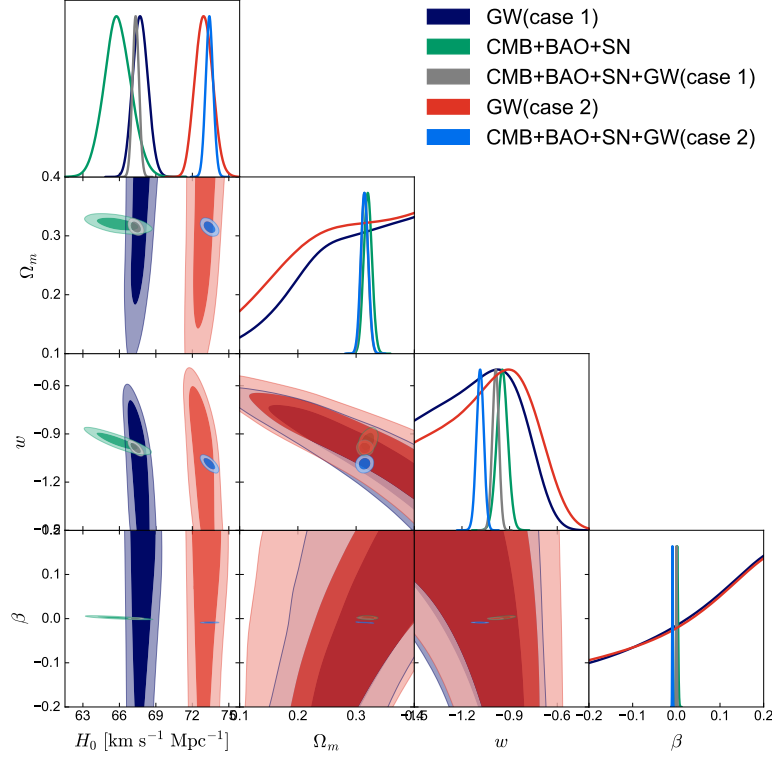 GW(case 1)
CMB+BAO+SN
CMB+BAO+SN+GW(case 1)
GW(case 2)
CMB+BAO+SN+GW(case 2)
0.4
0.3
0.2
0.1
Ωm
−0.6
−0.9
−1.2
w
0.2
0.1
0.0
−0.1
−0.2
β
63 66 69 72 75
0.1 0.2 0.3 0.4
−1.5 −1.2 −0.9 −0.6
−0.2 −0.1 0.0 0.1 0.2
H0 [km s−1 Mpc−1]
Ωm
w
β